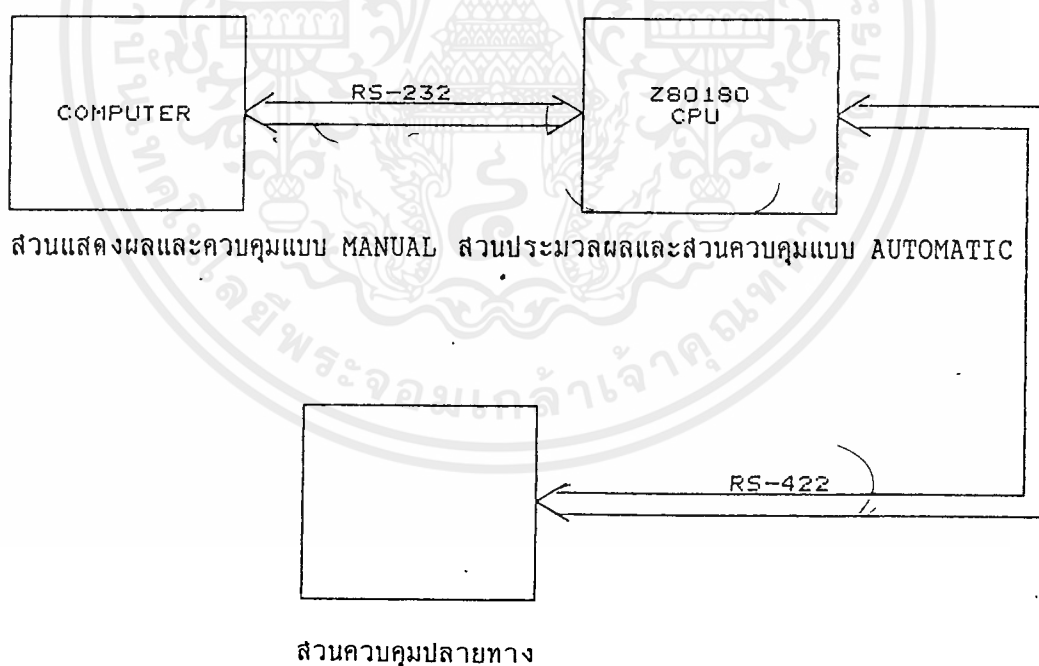 COMPUTER
RS-232
Z80180
CPU
ส่วนแสดงผลและควบคุมแบบ MANUAL ส่วนประมวลผลและส่วนควบคุมแบบ AUTOMATIC
RS-422
ส่วนควบคุมปลายทาง